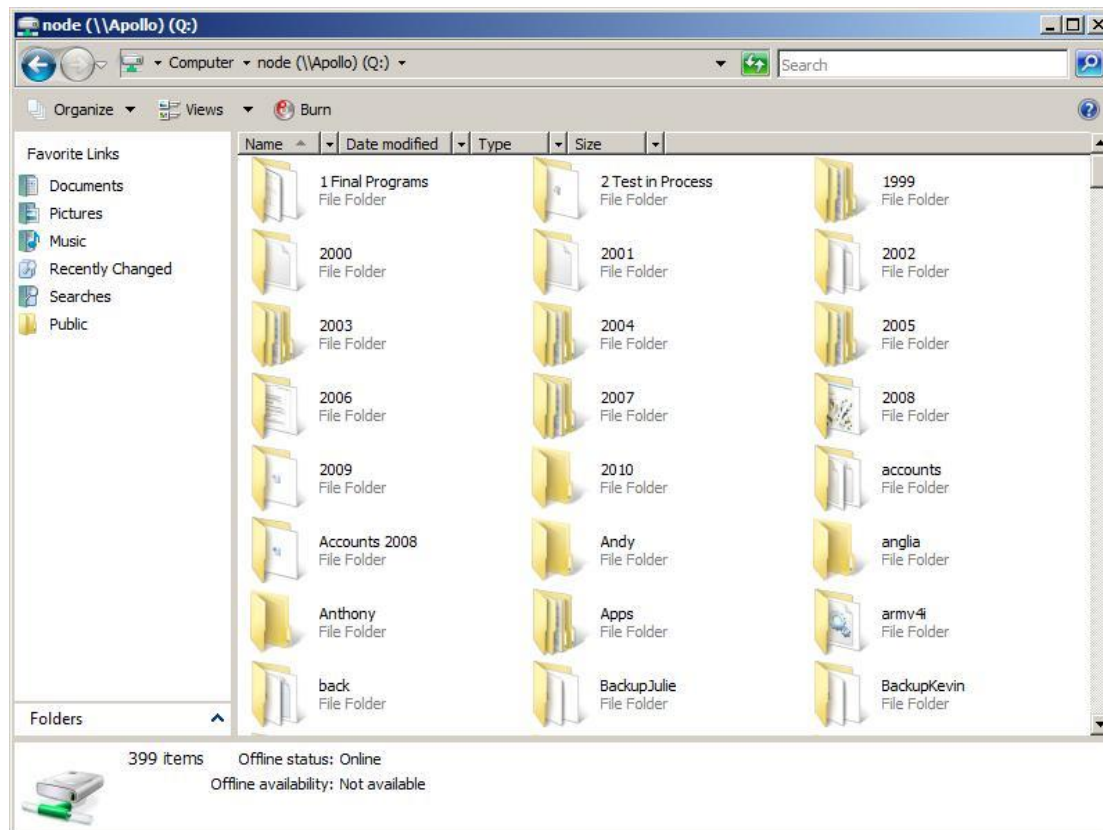 node (\\Apollo) (Q:)
Computer node (\\Apollo) (Q:)
Search
Organize Views Burn
Favorite Links
Documents
Pictures
Music
Recently Changed
Searches
Public
Folders
Name Date modified Type Size
1 Final Programs
File Folder
2 Test in Process
File Folder
1999
File Folder
2000
File Folder
2001
File Folder
2002
File Folder
2003
File Folder
2004
File Folder
2005
File Folder
2006
File Folder
2007
File Folder
2008
File Folder
2009
File Folder
2010
File Folder
accounts
File Folder
Accounts 2008
File Folder
Andy
File Folder
anglia
File Folder
Anthony
File Folder
Apps
File Folder
armv4i
File Folder
back
File Folder
BackupJulie
File Folder
BackupKevin
File Folder
399 items
Offline status: Online
Offline availability: Not available